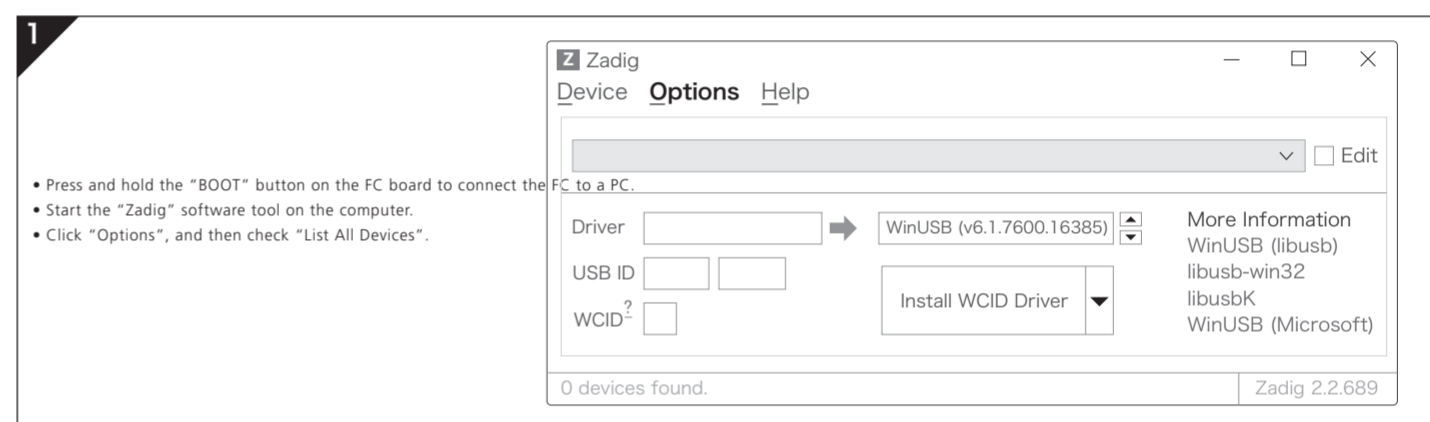 1
• Press and hold the “BOOT” button on the FC board to connect the FC to a PC.
• Start the “Zadig” software tool on the computer.
• Click “Options”, and then check “List All Devices”.
Z Zadig
Device Options Help
Edit
Driver
WinUSB (v6.1.7600.16385)
USB ID
WCID?
Install WCID Driver
More Information
WinUSB (libusb)
libusb-win32
libusbK
WinUSB (Microsoft)
0 devices found.
Zadig 2.2.689